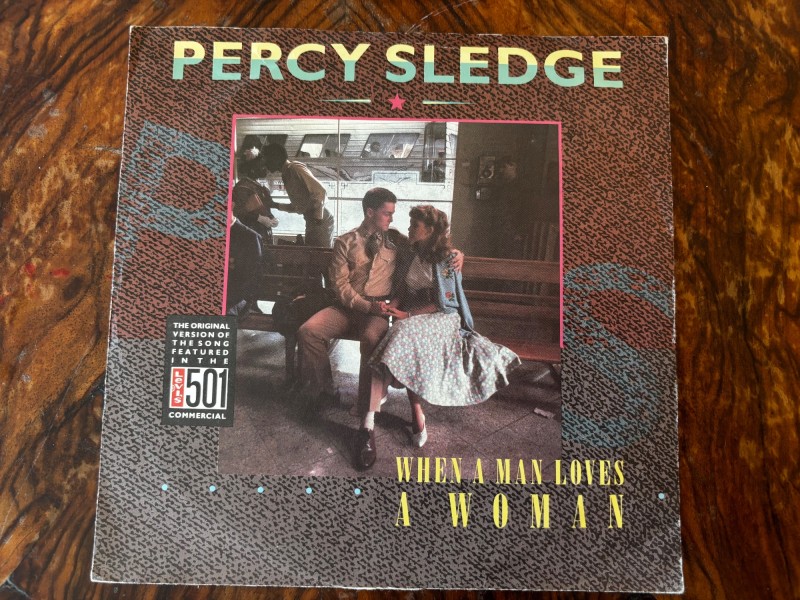 PERCY SLEDGE
P
S
THE ORIGINAL
VERSION OF
THE SONG
FEATURED
IN THE
Levi's 501
COMMERCIAL
WHEN A MAN LOVES
A WOMAN